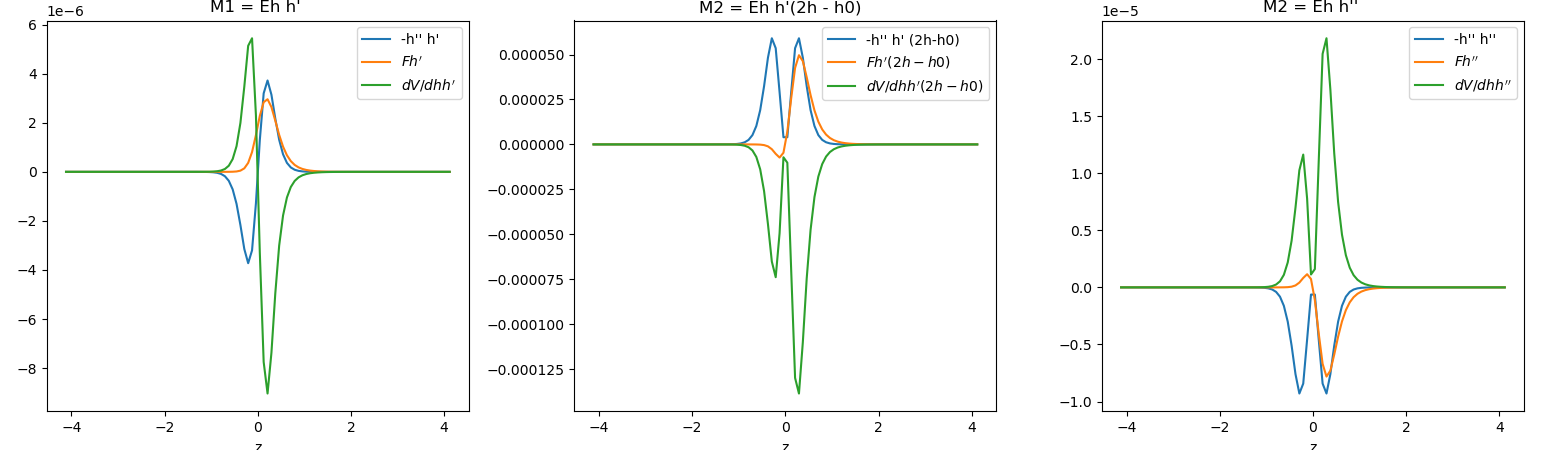 M1 = Eh h'
1e−6
6
4
2
0
−2
−4
−6
−8
-h'' h'
Fh′
dV/dhh′
−4
−2
0
2
4
z
M2 = Eh h'(2h - h0)
0.000050
0.000025
0.000000
−0.000025
−0.000050
−0.000075
−0.000100
−0.000125
-h'' h' (2h-h0)
Fh′(2h − h0)
dV/dhh′(2h − h0)
−4
−2
0
2
4
z
M2 = Eh h''
1e−5
2.0
1.5
1.0
0.5
0.0
−0.5
−1.0
-h'' h''
Fh″
dV/dhh″
−4
−2
0
2
4
z